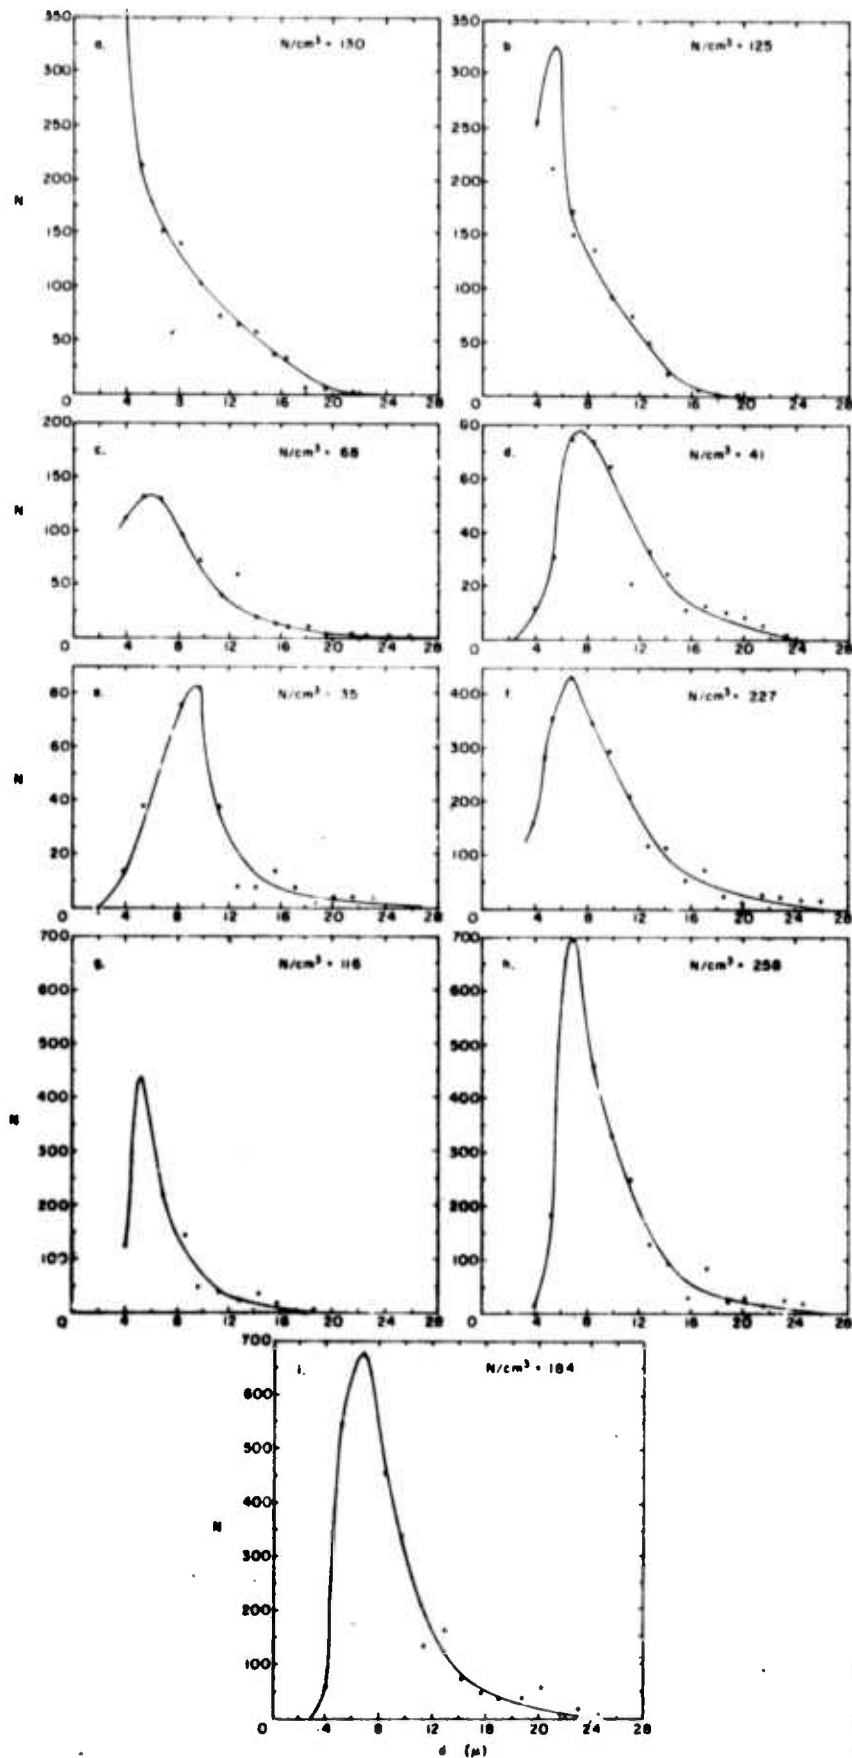 a. N/cm³ = 130
350
300
250
200
150
100
50
N
0 4 8 12 16 20 24 28
b. N/cm³ = 125
350
300
250
200
150
100
50
0 4 8 12 16 20 24 28
c. N/cm³ = 68
200
150
100
50
N
0 4 8 12 16 20 24 28
d. N/cm³ = 41
80
60
40
20
0 4 8 12 16 20 24 28
e. N/cm³ = 35
80
60
40
20
N
0 4 8 12 16 20 24 28
f. N/cm³ = 227
400
300
200
100
0 4 8 12 16 20 24 28
g. N/cm³ = 116
700
600
500
400
300
200
100
N
0 4 8 12 16 20 24 28
h. N/cm³ = 258
700
600
500
400
300
200
100
0 4 8 12 16 20 24 28
i. N/cm³ = 184
700
600
500
400
300
200
100
N
0 4 8 12 16 20 24 28
d (μ)